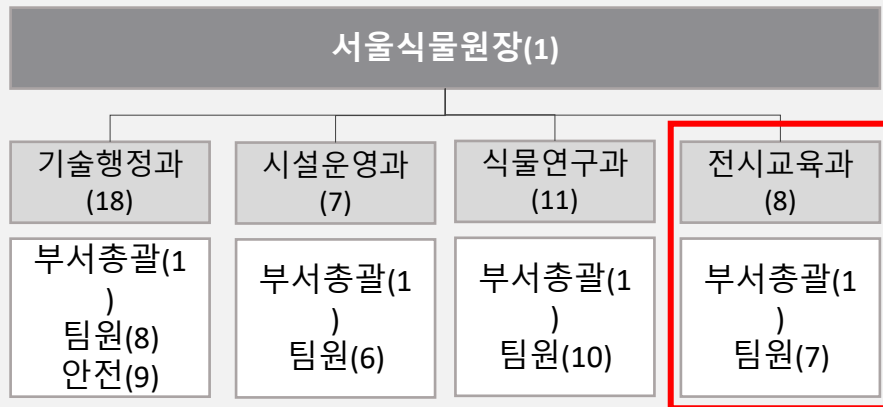 서울식물원장(1)
기술행정과
(18)
시설운영과
(7)
식물연구과
(11)
전시교육과
(8)
부서총괄(1
)
팀원(8)
안전(9)
부서총괄(1
)
팀원(6)
부서총괄(1
)
팀원(10)
부서총괄(1
)
팀원(7)